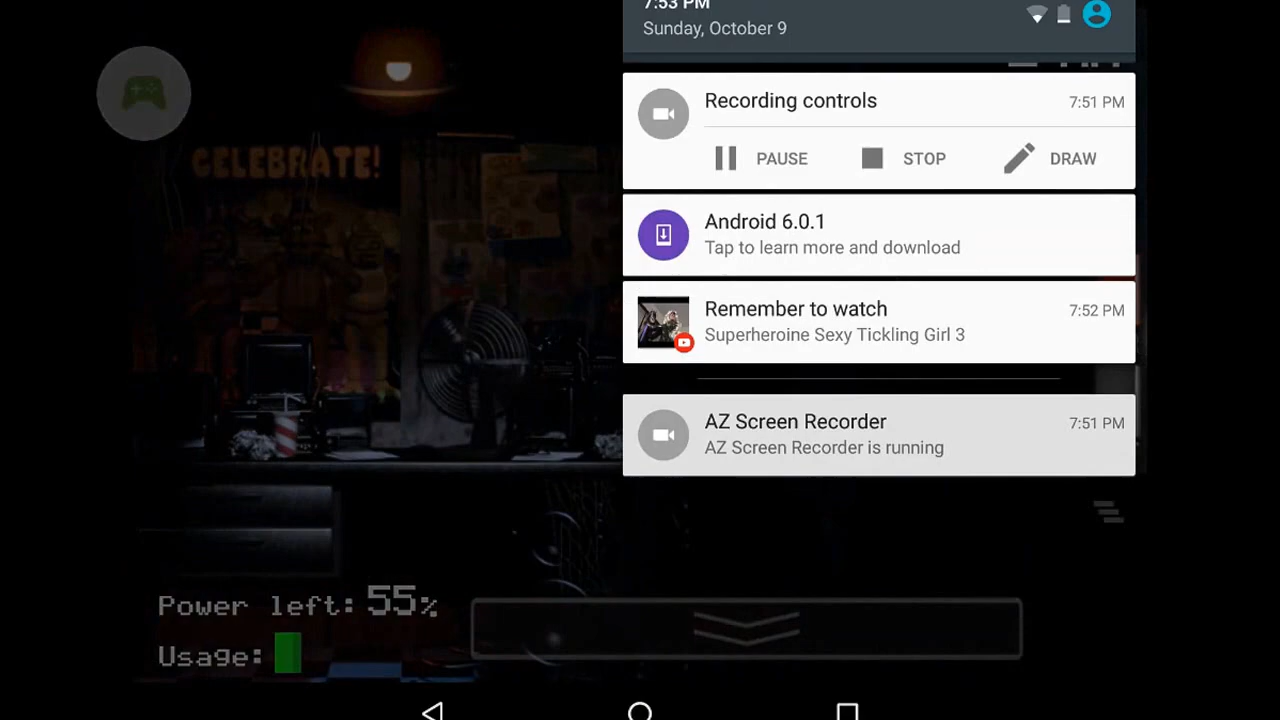 7:53 PM
Sunday, October 9
Recording controls 7:51 PM
PAUSE STOP DRAW
Android 6.0.1
Tap to learn more and download
Remember to watch 7:52 PM
Superheroine Sexy Tickling Girl 3
AZ Screen Recorder 7:51 PM
AZ Screen Recorder is running
CELEBRATE!
Power left: 55%
Usage: